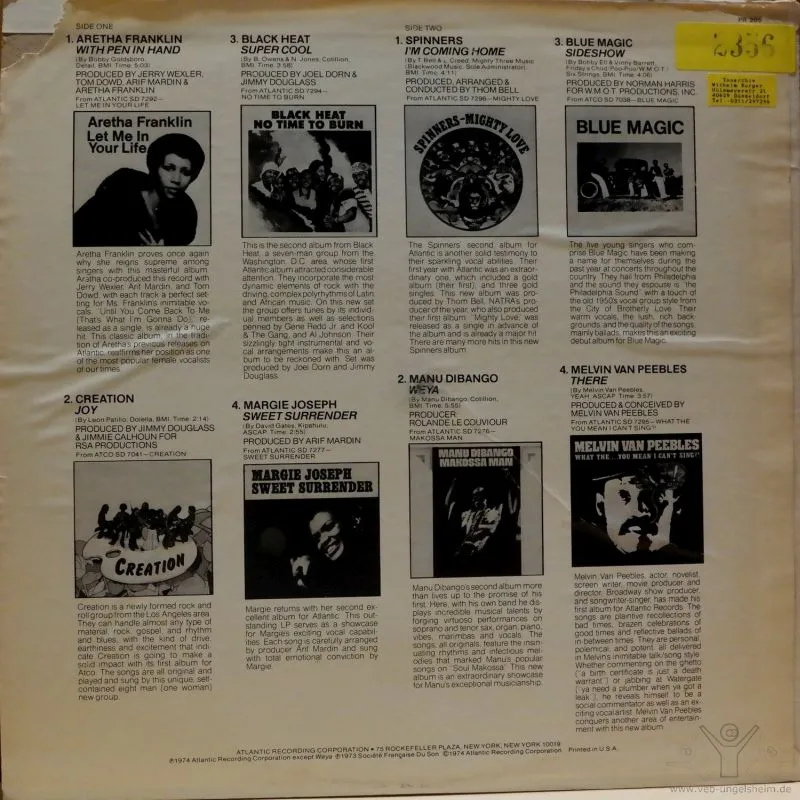 SIDE ONE
1. ARETHA FRANKLIN
WITH PEN IN HAND
(By Bobby Goldsboro,
Detail, BMI. Time: 5:03)
PRODUCED BY JERRY WEXLER,
TOM DOWD, ARIF MARDIN &
ARETHA FRANKLIN
From ATLANTIC SD 7292—
LET ME IN YOUR LIFE
Aretha Franklin
Let Me In
Your Life
Aretha Franklin proves once again
why she reigns supreme among
singers with this masterful album.
Aretha co-produced this record with
Jerry Wexler, Arif Mardin, and Tom
Dowd, with each track a perfect set-
ting for Ms. Franklin's inimitable vo-
cals. "Until You Come Back To Me
(That's What I'm Gonna Do)," re-
leased as a single, is already a huge
hit. This classic album, in the tradi-
tion of Aretha's previous releases on
Atlantic, reaffirms her position as one
of the most popular female vocalists
of our times.
2. CREATION
JOY
(By Leon Patillo, Dolella, BMI. Time: 2:14)
PRODUCED BY JIMMY DOUGLASS
& JIMMIE CALHOUN FOR
RSA PRODUCTIONS
From ATCO SD 7041—CREATION
CREATION
Creation is a newly formed rock and
roll group from the Los Angeles area.
They can handle almost any type of
material, rock, gospel, and rhythm
and blues, with the kind of drive,
earthiness and excitement that indi-
cate Creation is going to make a
solid impact with its first album for
Atco. The songs are all original and
played and sung by this unique, self-
contained eight man (one woman)
new group.
3. BLACK HEAT
SUPER COOL
(By B. Owens & N. Jones, Cotillion,
BMI. Time: 3:58)
PRODUCED BY JOEL DORN &
JIMMY DOUGLASS
From ATLANTIC SD 7294—
NO TIME TO BURN
BLACK HEAT
NO TIME TO BURN
This is the second album from Black
Heat, a seven-man group from the
Washington, D.C. area, whose first
Atlantic album attracted considerable
attention. They incorporate the most
dynamic elements of rock with the
driving, complex polyrhythms of Latin
and African music. On this new set
the group offers tunes by its individ-
ual members as well as selections
penned by Gene Redd Jr. and Kool
& The Gang, and Al Johnson. Their
sizzlingly tight instrumental and vo-
cal arrangements make this an al-
bum to be reckoned with. Set was
produced by Joel Dorn and Jimmy
Douglass.
4. MARGIE JOSEPH
SWEET SURRENDER
(By David Gates, Kipahulu,
ASCAP. Time: 2:55)
PRODUCED BY ARIF MARDIN
From ATLANTIC SD 7277—
SWEET SURRENDER
MARGIE JOSEPH
SWEET SURRENDER
Margie returns with her second ex-
cellent album for Atlantic. This out-
standing LP serves as a showcase
for Margie's exciting vocal capabil-
ities. Each song is carefully arranged
by producer Arif Mardin and sung
with total emotional conviction by
Margie.
SIDE TWO
1. SPINNERS
I'M COMING HOME
(By T. Bell & L. Creed, Mighty Three Music
(Blackwood Music, Sole Administrator),
BMI. Time: 4:11)
PRODUCED, ARRANGED &
CONDUCTED BY THOM BELL
From ATLANTIC SD 7296—MIGHTY LOVE
SPINNERS-MIGHTY LOVE
The Spinners' second album for
Atlantic is another solid testimony to
their sparkling vocal abilities. Their
first year with Atlantic was an extraor-
dinary one, which included a gold
album (their first), and three gold
singles. This new album was pro-
duced by Thom Bell, NATRA's pro-
ducer of the year, who also produced
their first album. "Mighty Love" was
released as a single in advance of
the album and is already a major hit.
There are many more hits in this new
Spinners album.
2. MANU DIBANGO
WEYA
(By Manu Dibango, Cotillion,
BMI. Time: 5:55)
PRODUCER:
ROLANDE LE COUVIOUR
From ATLANTIC SD 7276—
MAKOSSA MAN
MANU DIBANGO
MAKOSSA MAN
Manu Dibango's second album more
than lives up to the promise of his
first. Here, with his own band he dis-
plays incredible musical talents by
forging virtuoso performances on
soprano and tenor sax, organ, piano,
vibes, marimbas and vocals. The
songs, all originals, feature the insin-
uating rhythms and infectious mel-
odies that marked Manu's popular
songs on "Soul Makossa." This new
album is an extraordinary showcase
for Manu's exceptional musicianship.
3. BLUE MAGIC
SIDESHOW
(By Bobby Eli & Vinny Barrett,
Friday's Child, Poo-Poo/W.M.O.T./
Six Strings, BMI. Time: 4:06)
PRODUCED BY NORMAN HARRIS
FOR W.M.O.T. PRODUCTIONS, INC.
From ATCO SD 7038—BLUE MAGIC
BLUE MAGIC
The five young singers who com-
prise Blue Magic have been making
a name for themselves during the
past year at concerts throughout the
country. They hail from Philadelphia
and the sound they espouse is "the
Philadelphia Sound" with a touch of
the old 1950's vocal group style from
the City of Brotherly Love. Their
warm vocals, the lush, rich back-
grounds, and the quality of the songs,
mainly ballads, makes this an exciting
debut album for Blue Magic.
4. MELVIN VAN PEEBLES
THERE
(By Melvin Van Peebles,
YEAH, ASCAP. Time: 3:57)
PRODUCED & CONCEIVED BY
MELVIN VAN PEEBLES
From ATLANTIC SD 7295—WHAT THE....
YOU MEAN I CAN'T SING?!
MELVIN VAN PEEBLES
WHAT THE....YOU MEAN I CAN'T SING?!
Melvin Van Peebles, actor, novelist,
screen writer, movie producer and
director, Broadway show producer,
and songwriter-singer, has made his
first album for Atlantic Records. The
songs are plaintive recollections of
bad times, brazen celebrations of
good times and reflective ballads of
in-between times. They are personal,
polemical, and potent, all delivered
in Melvin's inimitable talk/song style.
Whether commenting on the ghetto
("a birth certificate is just a death
warrant") or jabbing at Watergate
("ya need a plumber when ya got a
leak"), he reveals himself to be a
social commentator as well as an ex-
citing vocal artist. Melvin Van Peebles
conquers another area of entertain-
ment with this new album.
PR 205
2356
Tonarchiv
Wilhelm Burger
40609 Düsseldorf
Tel. 0211/297296
ATLANTIC RECORDING CORPORATION • 75 ROCKEFELLER PLAZA, NEW YORK, NEW YORK 10019
℗1974 Atlantic Recording Corporation except Weya ℗1973 Société Française Du Son ©1974 Atlantic Recording Corporation Printed in U.S.A.
www.veb-ungelsheim.de